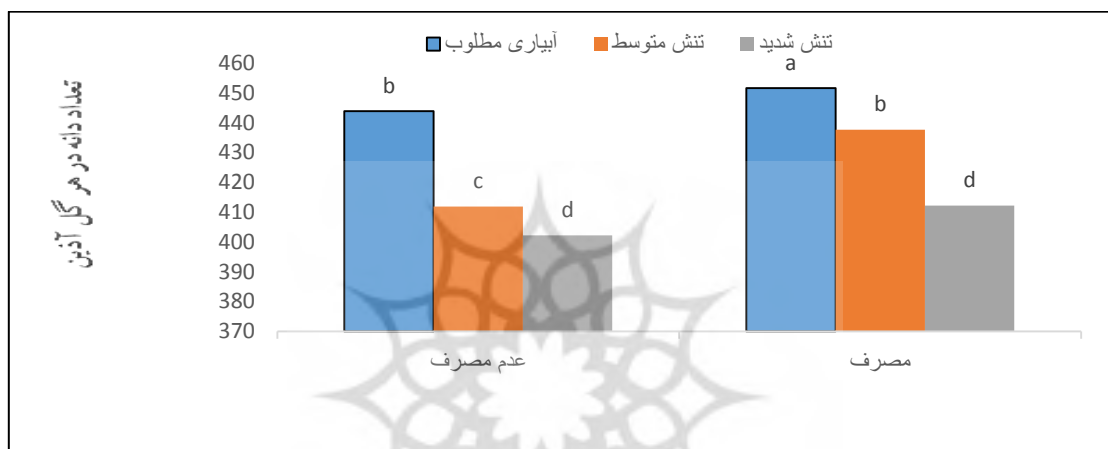 آبیاری مطلوب تنش متوسط تنش شدید
تعداد دانه در هر گل آذین
460
450
440
430
420
410
400
390
380
370
b c d a b d
عدم مصرف مصرف